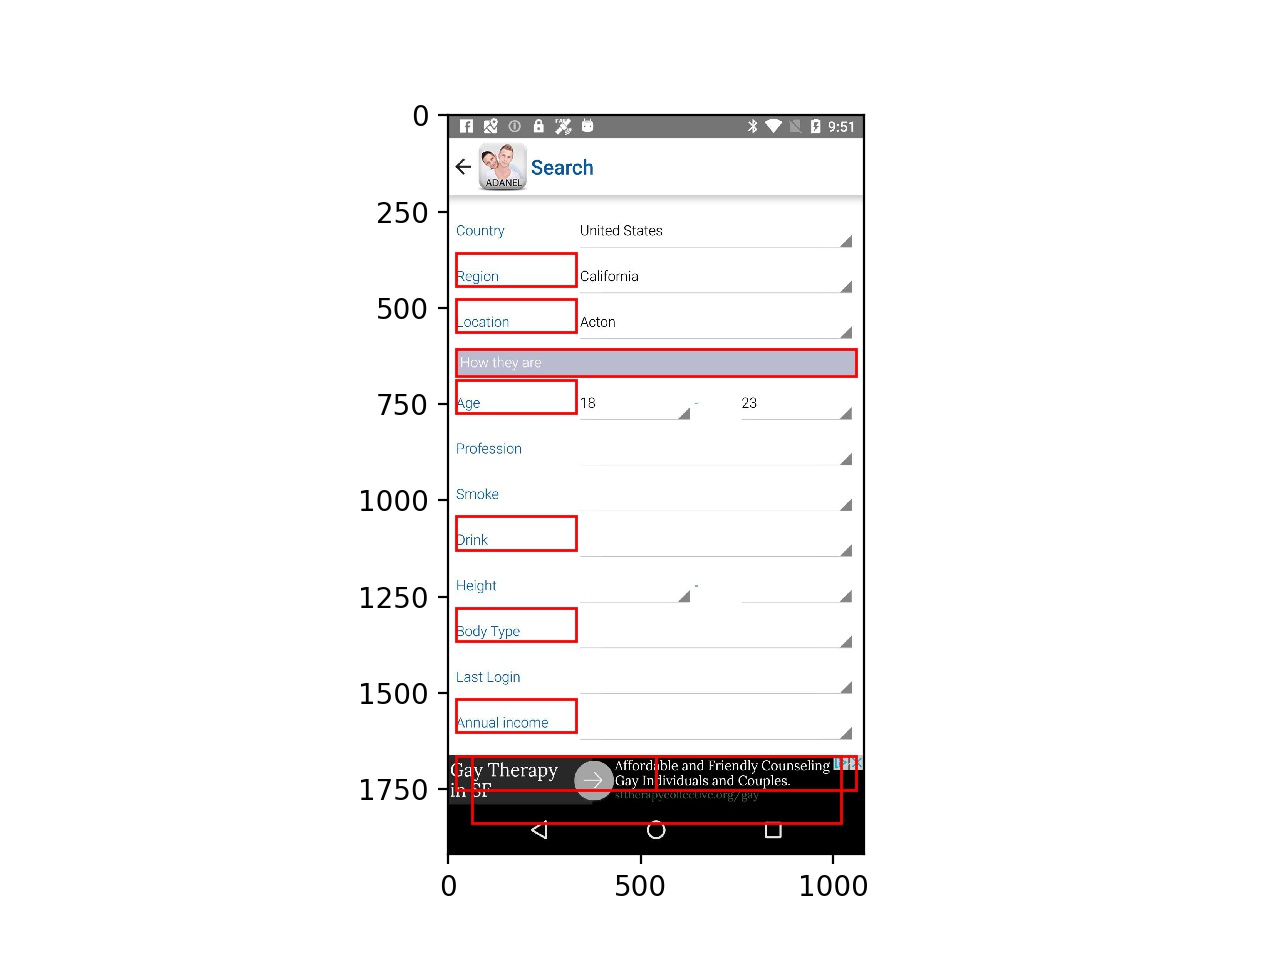 0
250
500
750
1000
1250
1500
1750
0 500 1000
9:51
ADANEL
Search
Country United States
Region California
Location Acton
How they are
Age 18 - 23
Profession
Smoke
Drink
Height -
Body Type
Last Login
Annual income
Gay Therapy
in SF
Affordable and Friendly Counseling
Gay Individuals and Couples.
sftherapycollective.org/gay